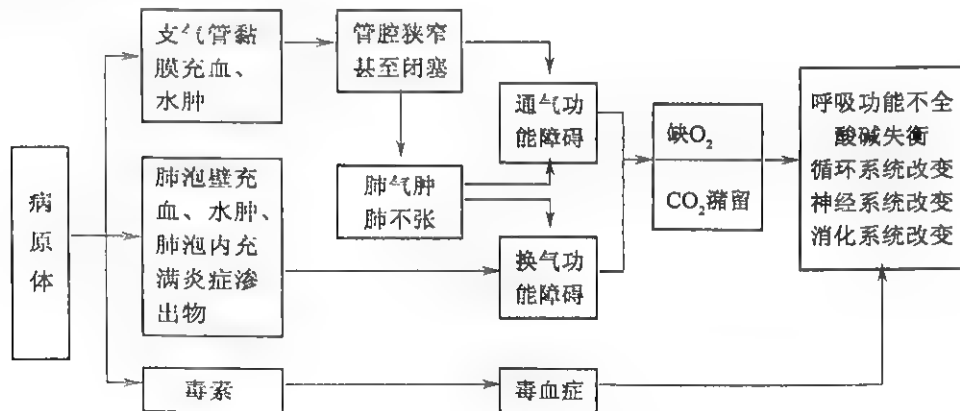 支气管黏
膜充血、
水肿
管腔狭窄
甚至闭塞
通气功
能障碍
缺O₂
CO₂潴留
呼吸功能不全
酸碱失衡
循环系统改变
神经系统改变
消化系统改变
病
原
体
肺泡壁充
血、水肿、
肺泡内充
满炎症渗
出物
肺气肿
肺不张
换气功
能障碍
毒素
毒血症